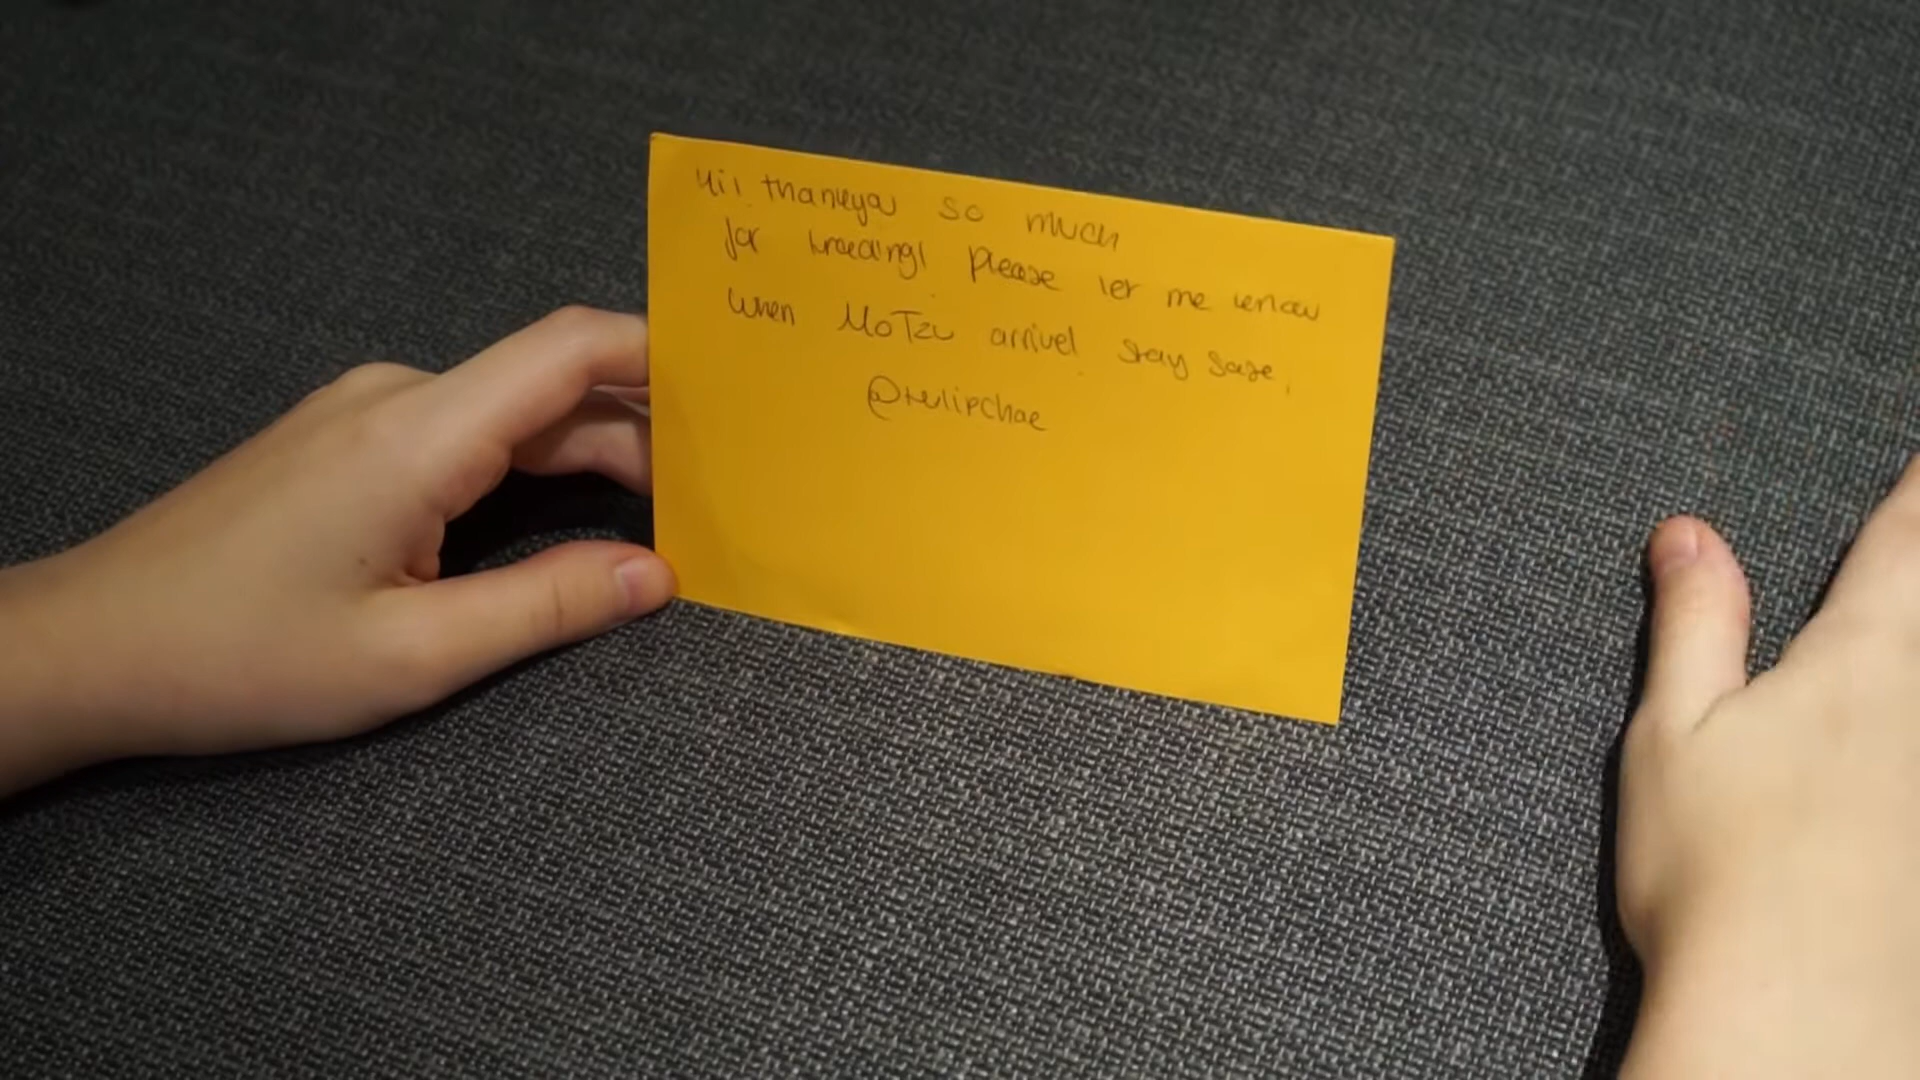 Hi! thankyou so much
for trading! Please let me know
when MoTzu arrive! stay safe,
@tulipchae